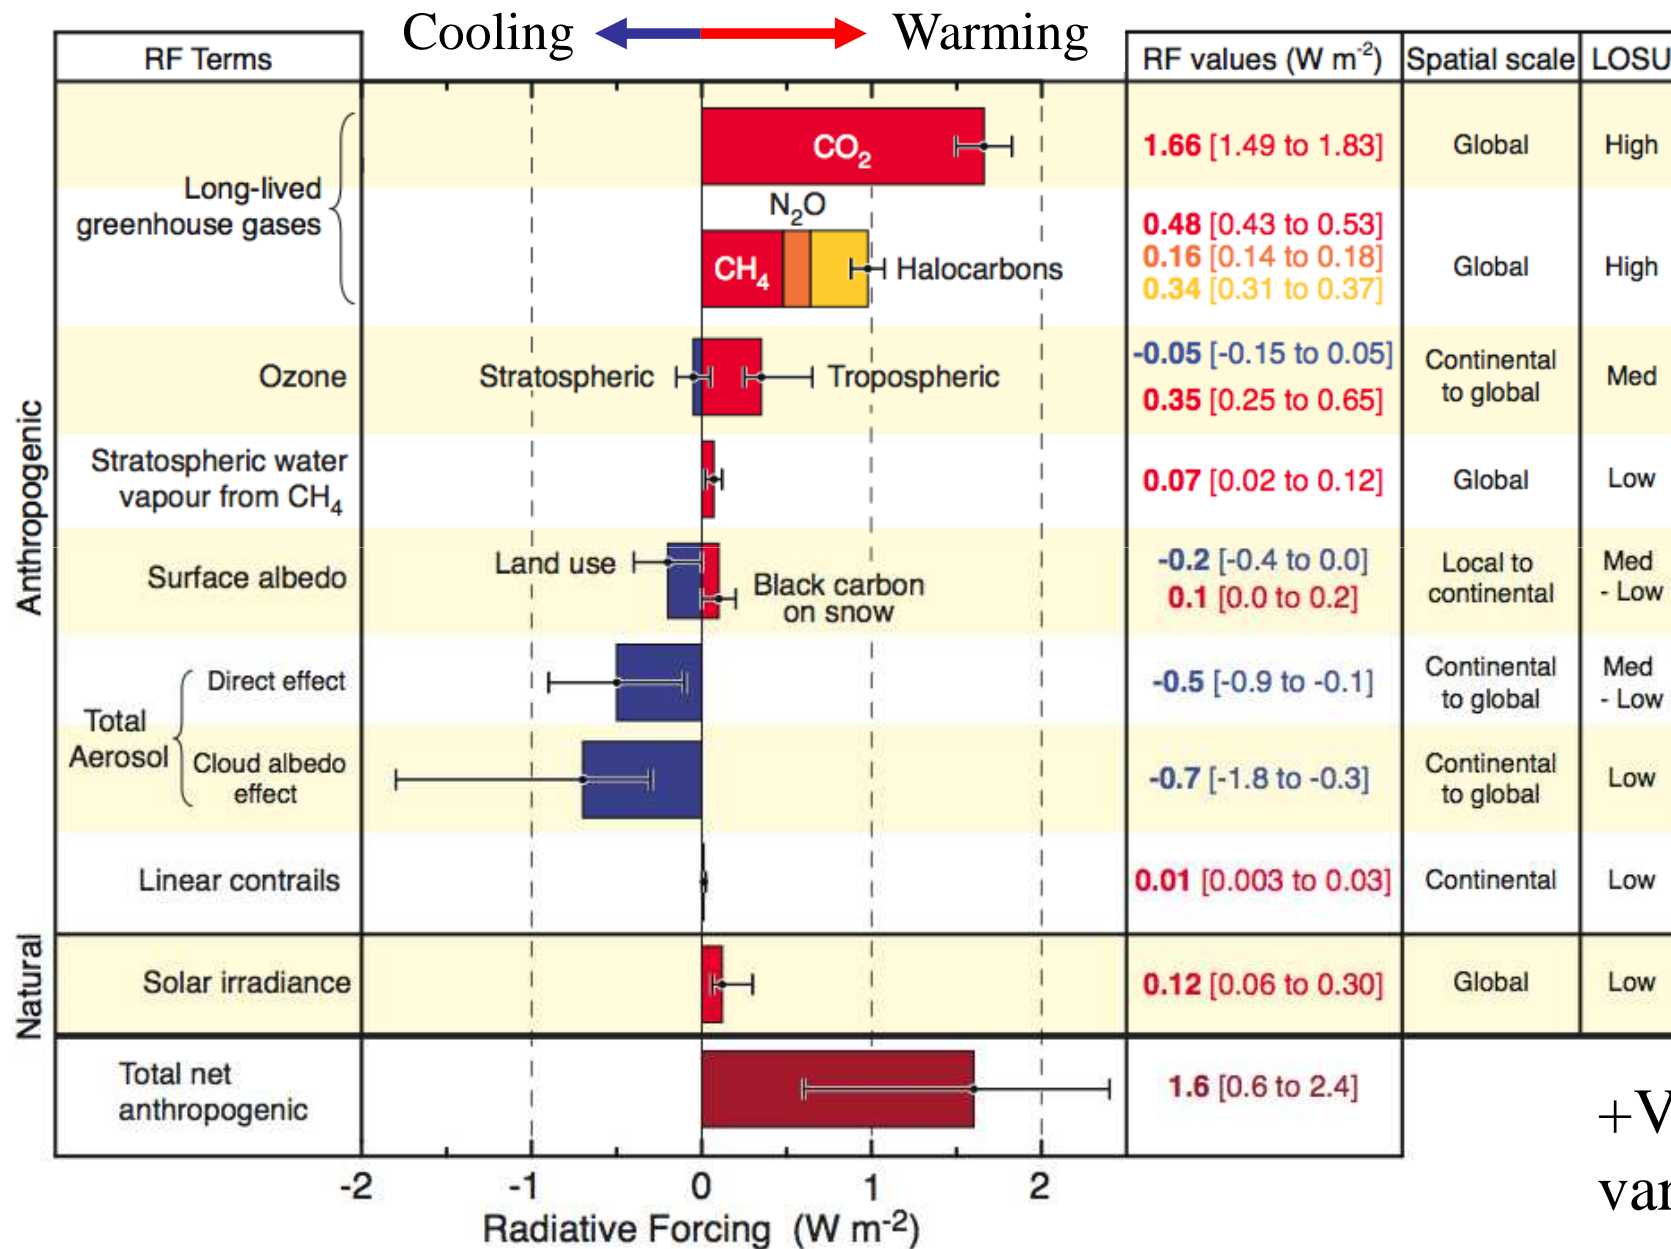 Cooling Warming
RF Terms RF values (W m⁻²) Spatial scale LOSU
Anthropogenic
Long-lived
greenhouse gases
CO₂
1.66 [1.49 to 1.83] Global High
N₂O
CH₄ Halocarbons
0.48 [0.43 to 0.53]
0.16 [0.14 to 0.18]
0.34 [0.31 to 0.37]
Global High
Ozone Stratospheric Tropospheric
-0.05 [-0.15 to 0.05]
0.35 [0.25 to 0.65]
Continental
to global
Med
Stratospheric water
vapour from CH₄
0.07 [0.02 to 0.12] Global Low
Surface albedo
Land use
Black carbon
on snow
-0.2 [-0.4 to 0.0]
0.1 [0.0 to 0.2]
Local to
continental
Med
- Low
Total
Aerosol
Direct effect
-0.5 [-0.9 to -0.1]
Continental
to global
Med
- Low
Cloud albedo
effect
-0.7 [-1.8 to -0.3]
Continental
to global
Low
Linear contrails 0.01 [0.003 to 0.03] Continental Low
Natural
Solar irradiance 0.12 [0.06 to 0.30] Global Low
Total net
anthropogenic
1.6 [0.6 to 2.4]
-2 -1 0 1 2
Radiative Forcing (W m⁻²)